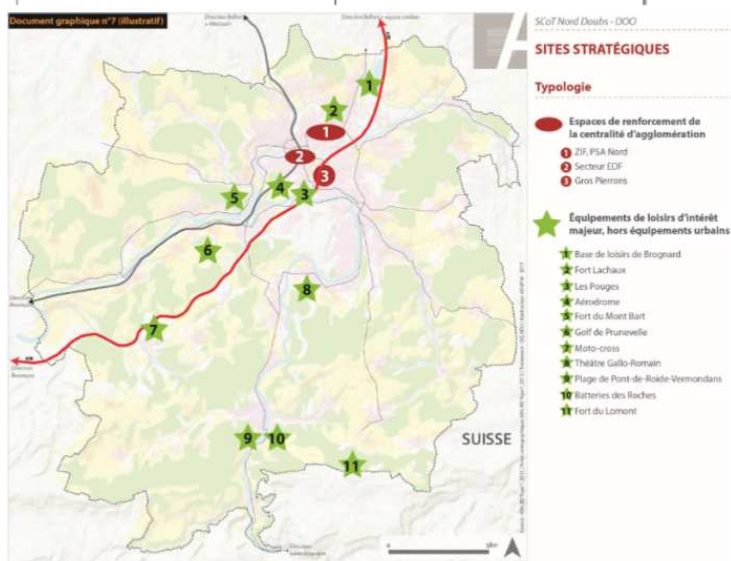 Document graphique n°7 (illustratif)
SCoT Nord Doubs - DOO
SITES STRATÉGIQUES
Typologie
Espaces de renforcement de
la centralité d'agglomération
1 ZIF, PSA Nord
2 Secteur EDF
3 Gros Pierrons
Équipements de loisirs d'intérêt
majeur, hors équipements urbains
1 Base de loisirs de Brognard
2 Fort Lachaux
3 Les Pouges
4 Aérodrome
5 Fort du Mont Bart
6 Golf de Prunevelle
7 Moto-cross
8 Théâtre Gallo-Romain
9 Plage de Pont-de-Roide-Vermondans
10 Batteries des Roches
11 Fort du Lomont
1
2
1
2
3
4
3
5
6
8
7
9
10
11
SUISSE
Direction
Direction
0
5km